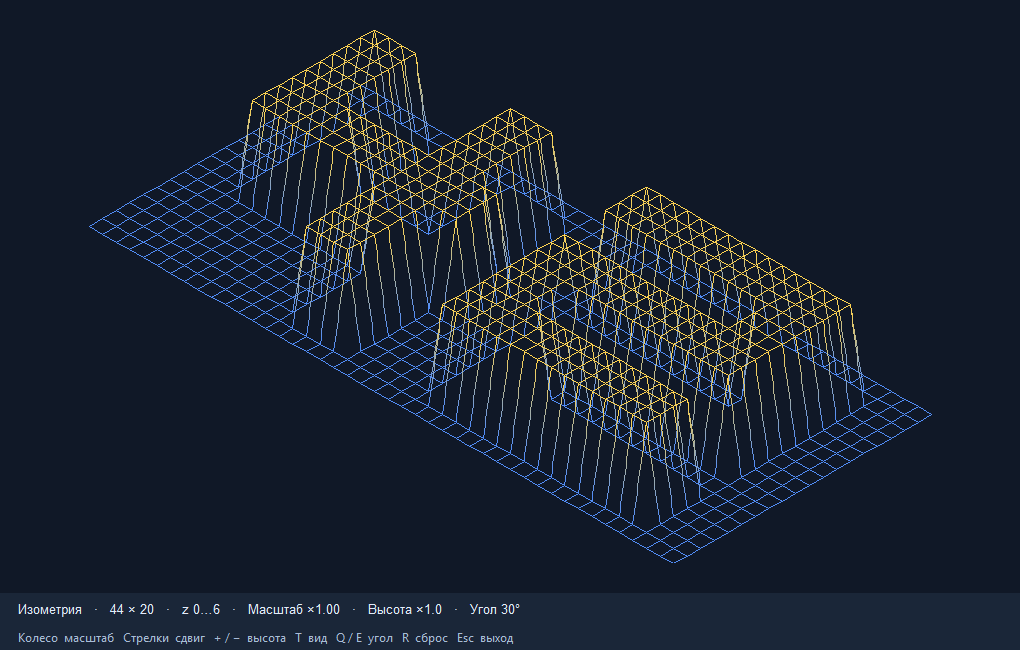 Изометрия · 44 × 20 · z 0...6 · Масштаб ×1.00 · Высота ×1.0 · Угол 30°
Колесо масштаб Стрелки сдвиг + / − высота T вид Q / E угол R сброс Esc выход